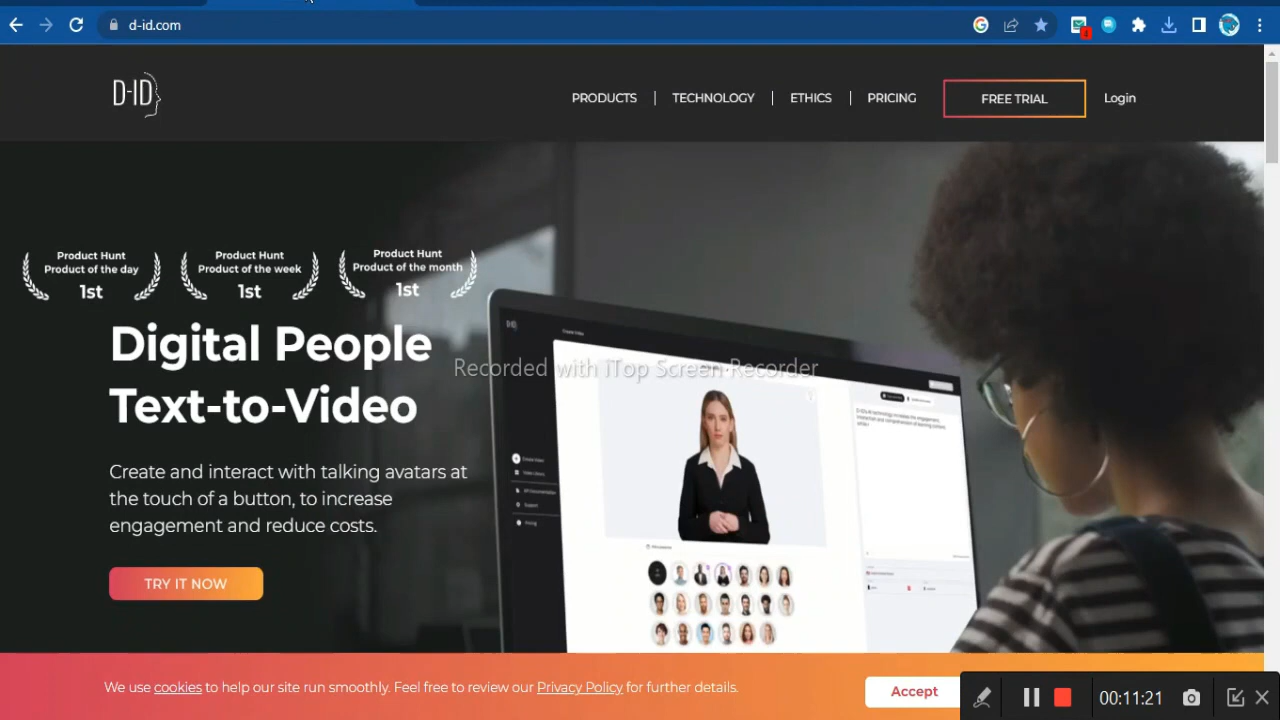 d-id.com
D-ID
PRODUCTS
TECHNOLOGY
ETHICS
PRICING
FREE TRIAL
Login
Product Hunt
Product of the day
1st
Product Hunt
Product of the week
1st
Product Hunt
Product of the month
1st
Digital People
Text-to-Video
Recorded with iTop Screen Recorder
Create and interact with talking avatars at
the touch of a button, to increase
engagement and reduce costs.
TRY IT NOW
We use cookies to help our site run smoothly. Feel free to review our Privacy Policy for further details.
Accept
00:11:21